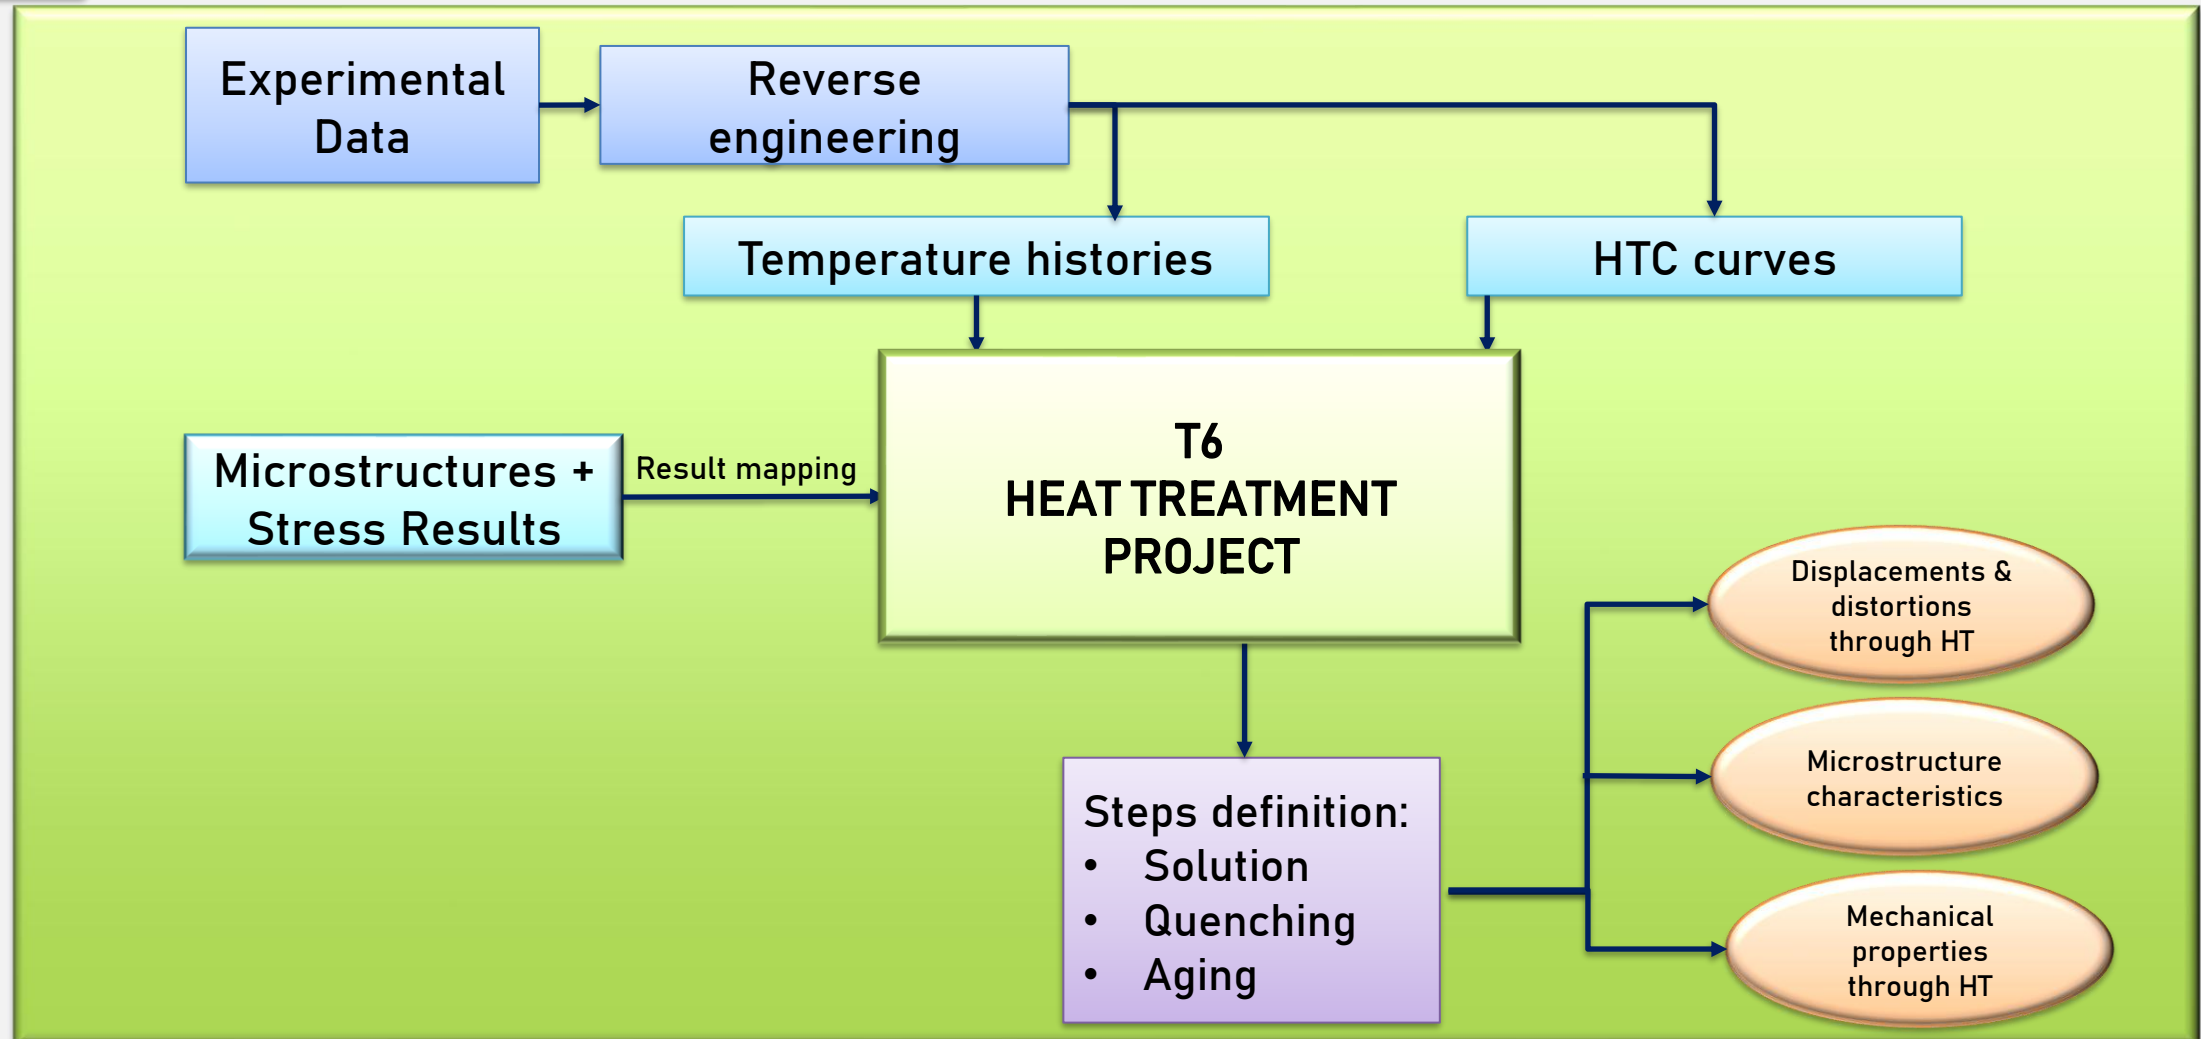 Experimental
Data
Reverse
engineering
Temperature histories
HTC curves
Microstructures +
Stress Results
Result mapping
T6
HEAT TREATMENT
PROJECT
Steps definition:
• Solution
• Quenching
• Aging
Displacements &
distortions
through HT
Microstructure
characteristics
Mechanical
properties
through HT